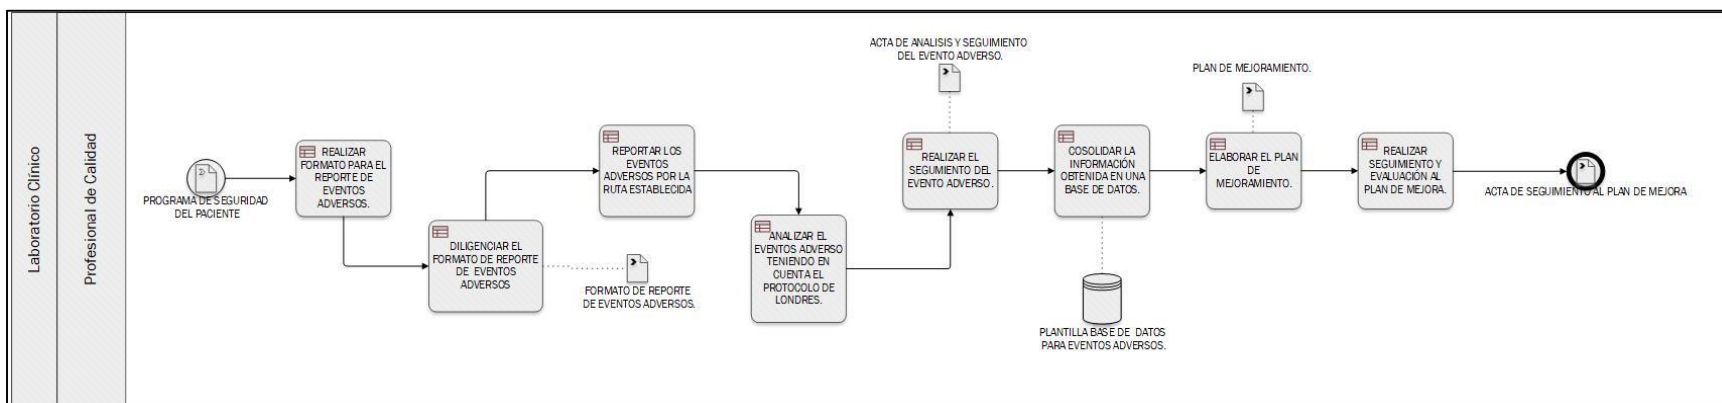 Laboratorio Clínico
Profesional de Calidad
PROGRAMA DE SEGURIDAD
DEL PACIENTE
REALIZAR
FORMATO PARA EL
REPORTE DE
EVENTOS
ADVERSOS.
DILIGENCIAR EL
FORMATO DE REPORTE
DE EVENTOS
ADVERSOS
FORMATO DE REPORTE
DE EVENTOS ADVERSOS.
REPORTAR LOS
EVENTOS
ADVERSOS POR LA
RUTA ESTABLECIDA
ANALIZAR EL
EVENTOS ADVERSO
TENIENDO EN
CUENTA EL
PROTOCOLO DE
LONDRES.
ACTA DE ANALISIS Y SEGUIMIENTO
DEL EVENTO ADVERSO.
REALIZAR EL
SEGUMIENTO DEL
EVENTO ADVERSO.
COSOLIDAR LA
INFORMACIÓN
OBTENIDA EN UNA
BASE DE DATOS.
PLANTILLA BASE DE DATOS
PARA EVENTOS ADVERSOS.
PLAN DE MEJORAMIENTO.
ELABORAR EL PLAN
DE
MEJORAMIENTO.
REALIZAR
SEGUIMIENTO Y
EVALUACIÓN AL
PLAN DE MEJORA.
ACTA DE SEGUIMIENTO AL PLAN DE MEJORA